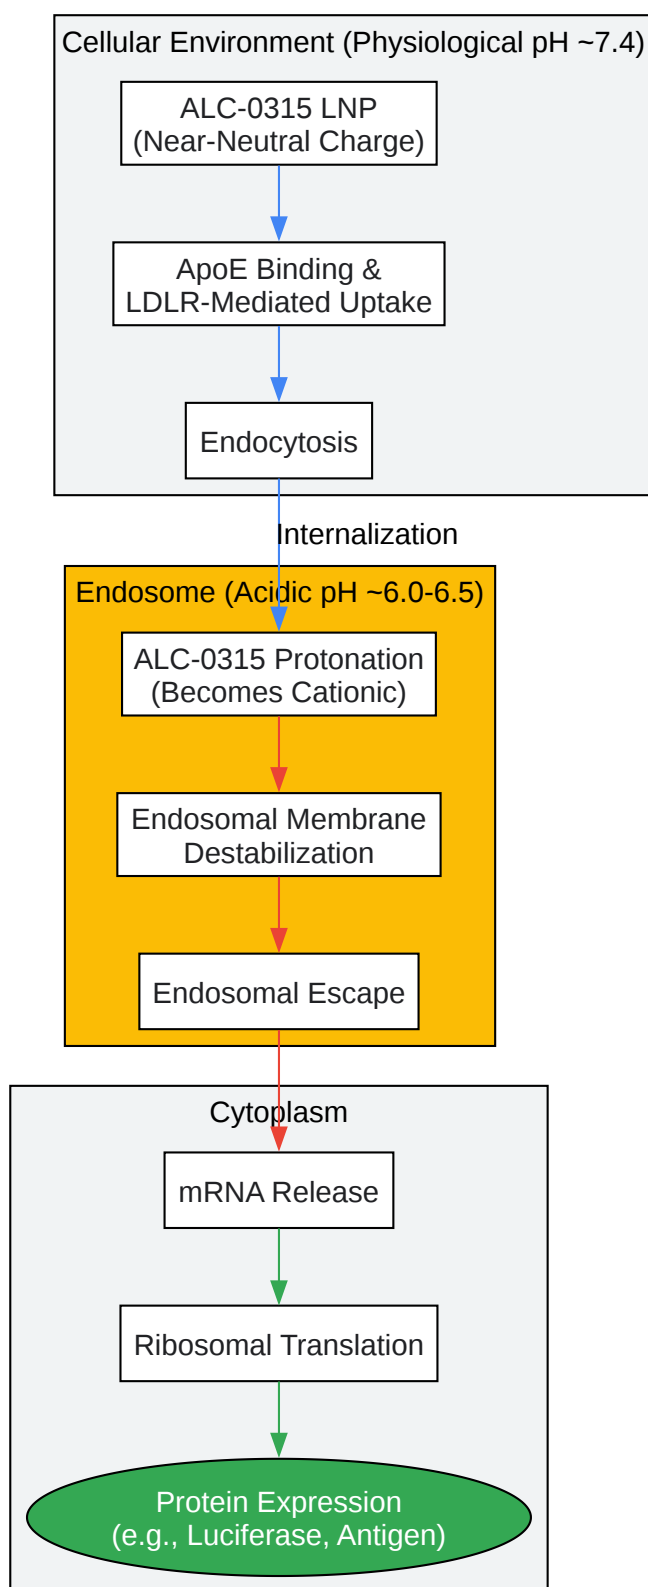 Cellular Environment (Physiological pH ~7.4)
ALC-0315 LNP
(Near-Neutral Charge)
ApoE Binding &
LDLR-Mediated Uptake
Endocytosis
Internalization
Endosome (Acidic pH ~6.0-6.5)
ALC-0315 Protonation
(Becomes Cationic)
Endosomal Membrane
Destabilization
Endosomal Escape
Cytoplasm
mRNA Release
Ribosomal Translation
Protein Expression
(e.g., Luciferase, Antigen)